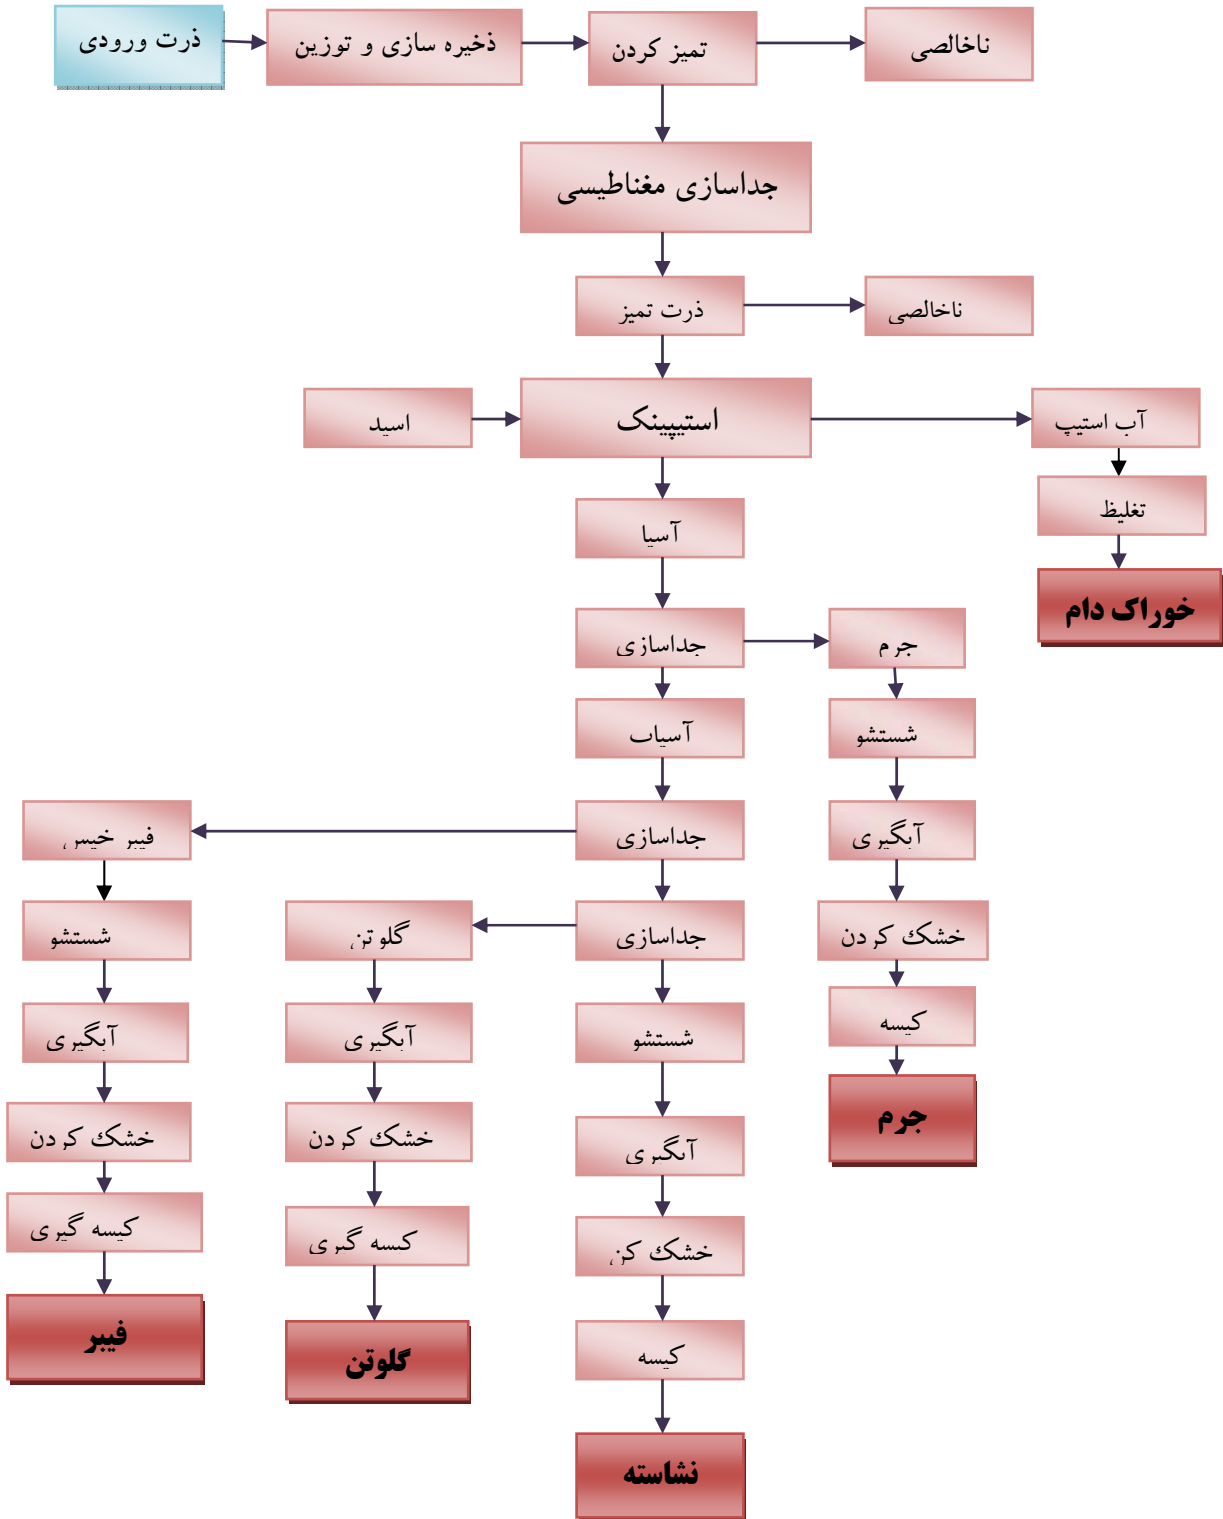 ذرت ورودی
ذخیره سازی و توزین
تمیز کردن
ناخالصی
جداسازی مغناطیسی
ذرت تمیز
ناخالصی
اسید
استیپینک
آب استیپ
تغلیظ
خوراک دام
آسیا
جداسازی
جرم
آسیاب
شستشو
فیبر خیس
جداسازی
آبگیری
شستشو
گلوتن
جداسازی
خشک کردن
آبگیری
آبگیری
شستشو
کیسه
خشک کردن
خشک کردن
آبگیری
جرم
کیسه گیری
کیسه گیری
خشک کن
فیبر
گلوتن
کیسه
نشاسته